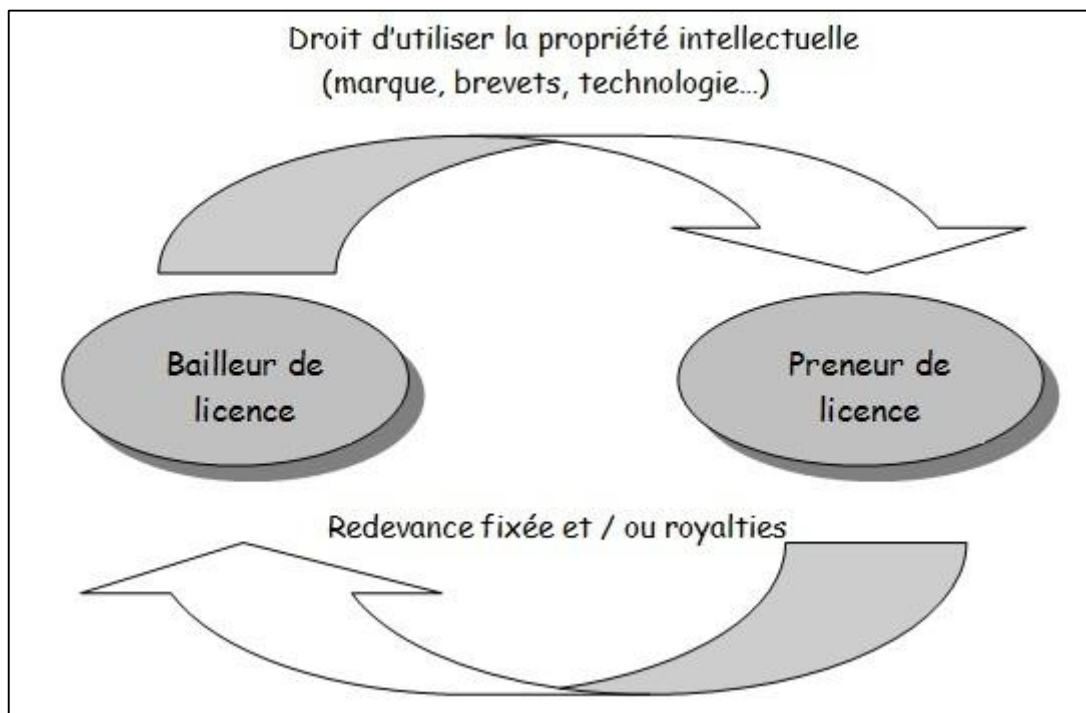 Droit d'utiliser la propriété intellectuelle
(marque, brevets, technologie...)
Bailleur de
licence
Preneur de
licence
Redevance fixée et / ou royalties